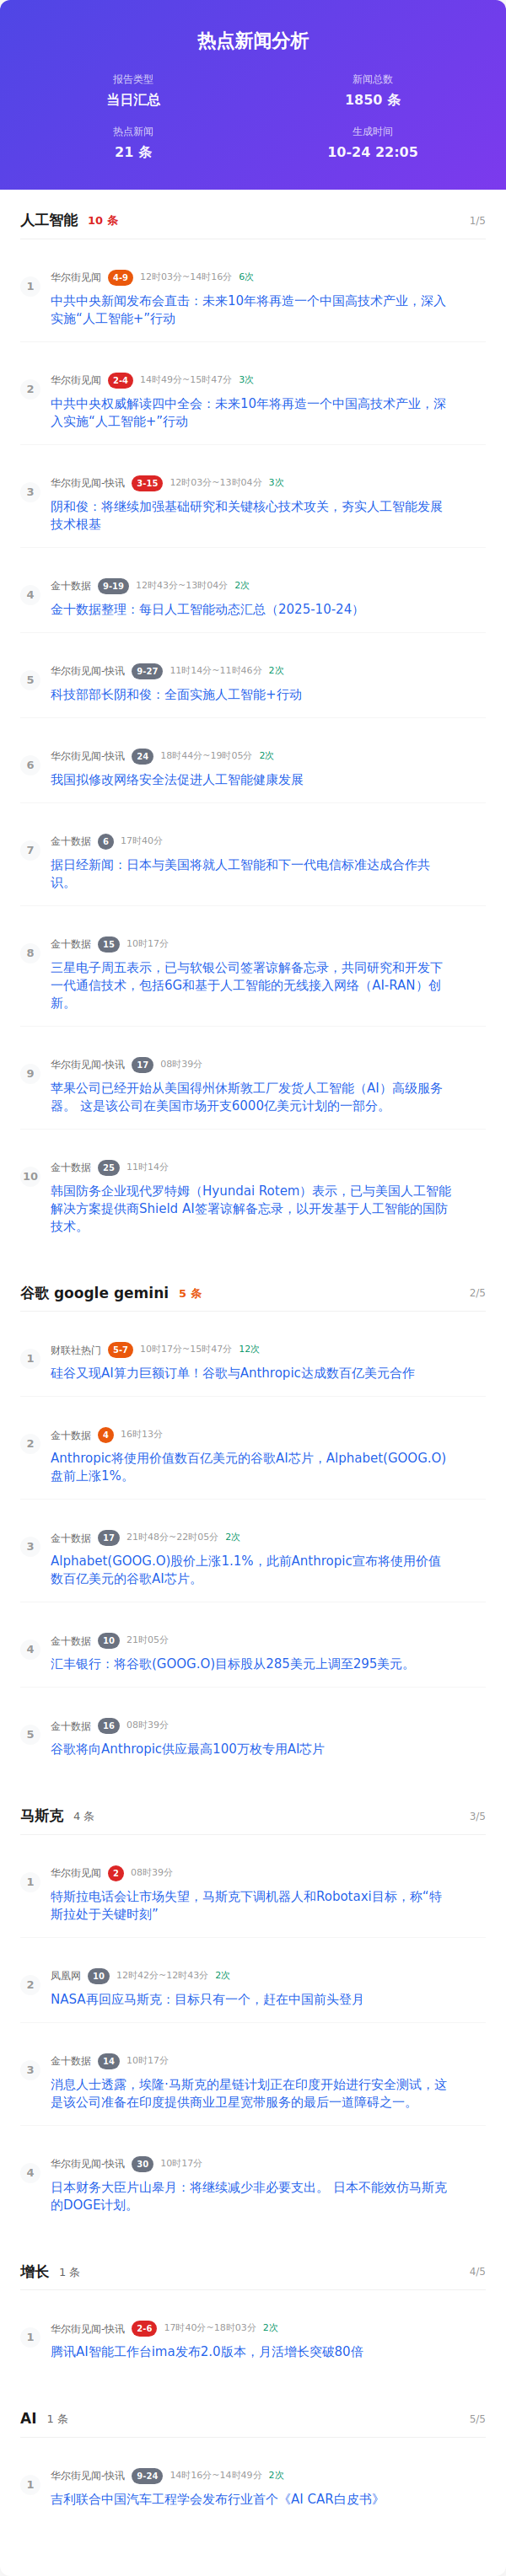 热点新闻分析
报告类型
当日汇总
新闻总数
1850 条
热点新闻
21 条
生成时间
10-24 22:05
人工智能 10 条 1/5
1
华尔街见闻 4-9 12时03分~14时16分 6次
中共中央新闻发布会直击：未来10年将再造一个中国高技术产业，深入
实施“人工智能+”行动
2
华尔街见闻 2-4 14时49分~15时47分 3次
中共中央权威解读四中全会：未来10年将再造一个中国高技术产业，深
入实施“人工智能+”行动
3
华尔街见闻-快讯 3-15 12时03分~13时04分 3次
阴和俊：将继续加强基础研究和关键核心技术攻关，夯实人工智能发展
技术根基
4
金十数据 9-19 12时43分~13时04分 2次
金十数据整理：每日人工智能动态汇总（2025-10-24）
5
华尔街见闻-快讯 9-27 11时14分~11时46分 2次
科技部部长阴和俊：全面实施人工智能+行动
6
华尔街见闻-快讯 24 18时44分~19时05分 2次
我国拟修改网络安全法促进人工智能健康发展
7
金十数据 6 17时40分
据日经新闻：日本与美国将就人工智能和下一代电信标准达成合作共
识。
8
金十数据 15 10时17分
三星电子周五表示，已与软银公司签署谅解备忘录，共同研究和开发下
一代通信技术，包括6G和基于人工智能的无线接入网络（AI-RAN）创
新。
9
华尔街见闻-快讯 17 08时39分
苹果公司已经开始从美国得州休斯敦工厂发货人工智能（AI）高级服务
器。 这是该公司在美国市场开支6000亿美元计划的一部分。
10
金十数据 25 11时14分
韩国防务企业现代罗特姆（Hyundai Rotem）表示，已与美国人工智能
解决方案提供商Shield AI签署谅解备忘录，以开发基于人工智能的国防
技术。
谷歌 google gemini 5 条 2/5
1
财联社热门 5-7 10时17分~15时47分 12次
硅谷又现AI算力巨额订单！谷歌与Anthropic达成数百亿美元合作
2
金十数据 4 16时13分
Anthropic将使用价值数百亿美元的谷歌AI芯片，Alphabet(GOOG.O)
盘前上涨1%。
3
金十数据 17 21时48分~22时05分 2次
Alphabet(GOOG.O)股价上涨1.1%，此前Anthropic宣布将使用价值
数百亿美元的谷歌AI芯片。
4
金十数据 10 21时05分
汇丰银行：将谷歌(GOOG.O)目标股从285美元上调至295美元。
5
金十数据 16 08时39分
谷歌将向Anthropic供应最高100万枚专用AI芯片
马斯克 4 条 3/5
1
华尔街见闻 2 08时39分
特斯拉电话会让市场失望，马斯克下调机器人和Robotaxi目标，称“特
斯拉处于关键时刻”
2
凤凰网 10 12时42分~12时43分 2次
NASA再回应马斯克：目标只有一个，赶在中国前头登月
3
金十数据 14 10时17分
消息人士透露，埃隆·马斯克的星链计划正在印度开始进行安全测试，这
是该公司准备在印度提供商业卫星宽带服务的最后一道障碍之一。
4
华尔街见闻-快讯 30 10时17分
日本财务大臣片山皋月：将继续减少非必要支出。 日本不能效仿马斯克
的DOGE计划。
增长 1 条 4/5
1
华尔街见闻-快讯 2-6 17时40分~18时03分 2次
腾讯AI智能工作台ima发布2.0版本，月活增长突破80倍
AI 1 条 5/5
1
华尔街见闻-快讯 9-24 14时16分~14时49分 2次
吉利联合中国汽车工程学会发布行业首个《AI CAR白皮书》